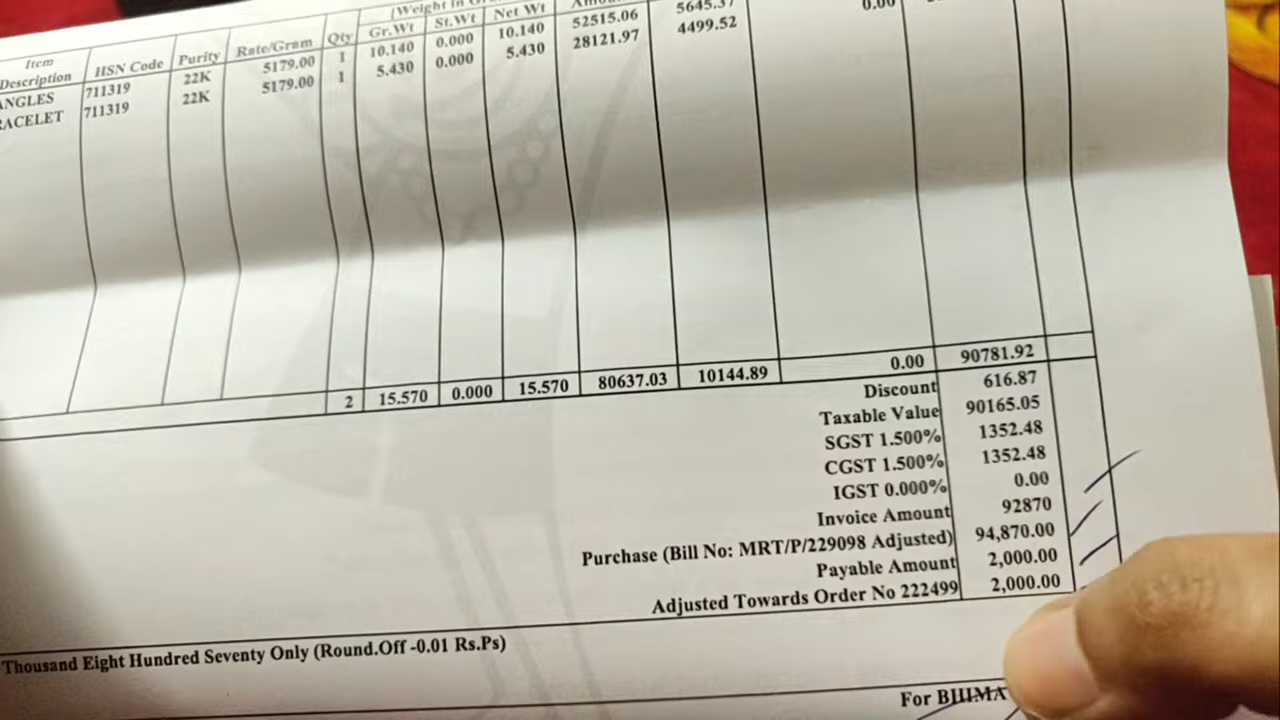 Item Description HSN Code Purity Rate/Gram Qty Gr.Wt St.Wt Net Wt
ANGLES 711319 22K 5179.00 1 10.140 0.000 10.140 52515.06 5645.37 0.00
RACELET 711319 22K 5179.00 1 5.430 0.000 5.430 28121.97 4499.52
2 15.570 0.000 15.570 80637.03 10144.89 0.00 90781.92
Discount 616.87
Taxable Value 90165.05
SGST 1.500% 1352.48
CGST 1.500% 1352.48
IGST 0.000% 0.00
Invoice Amount 92870
Purchase (Bill No: MRT/P/229098 Adjusted) 94,870.00
Payable Amount 2,000.00
Adjusted Towards Order No 222499 2,000.00
Thousand Eight Hundred Seventy Only (Round.Off -0.01 Rs.Ps)
For BHIMA